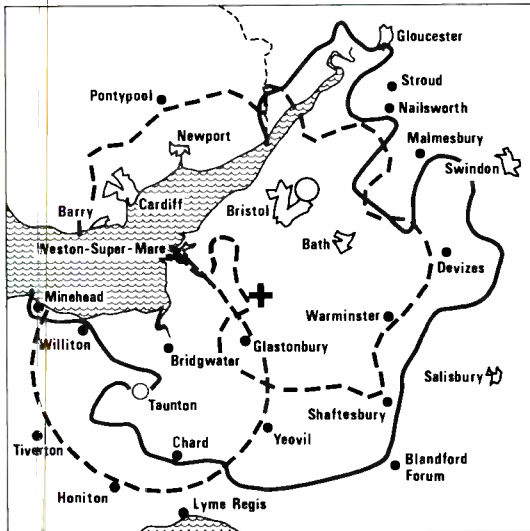 Gloucester
Stroud
Pontypool
Nailsworth
Newport
Malmesbury
Swindon
Cardiff
Bristol
Barry
Bath
Weston-Super-Mare
Devizes
Minehead
Warminster
Williton
Glastonbury
Bridgwater
Salisbury
Taunton
Shaftesbury
Chard
Yeovil
Tiverton
Blandford
Forum
Honiton
Lyme Regis